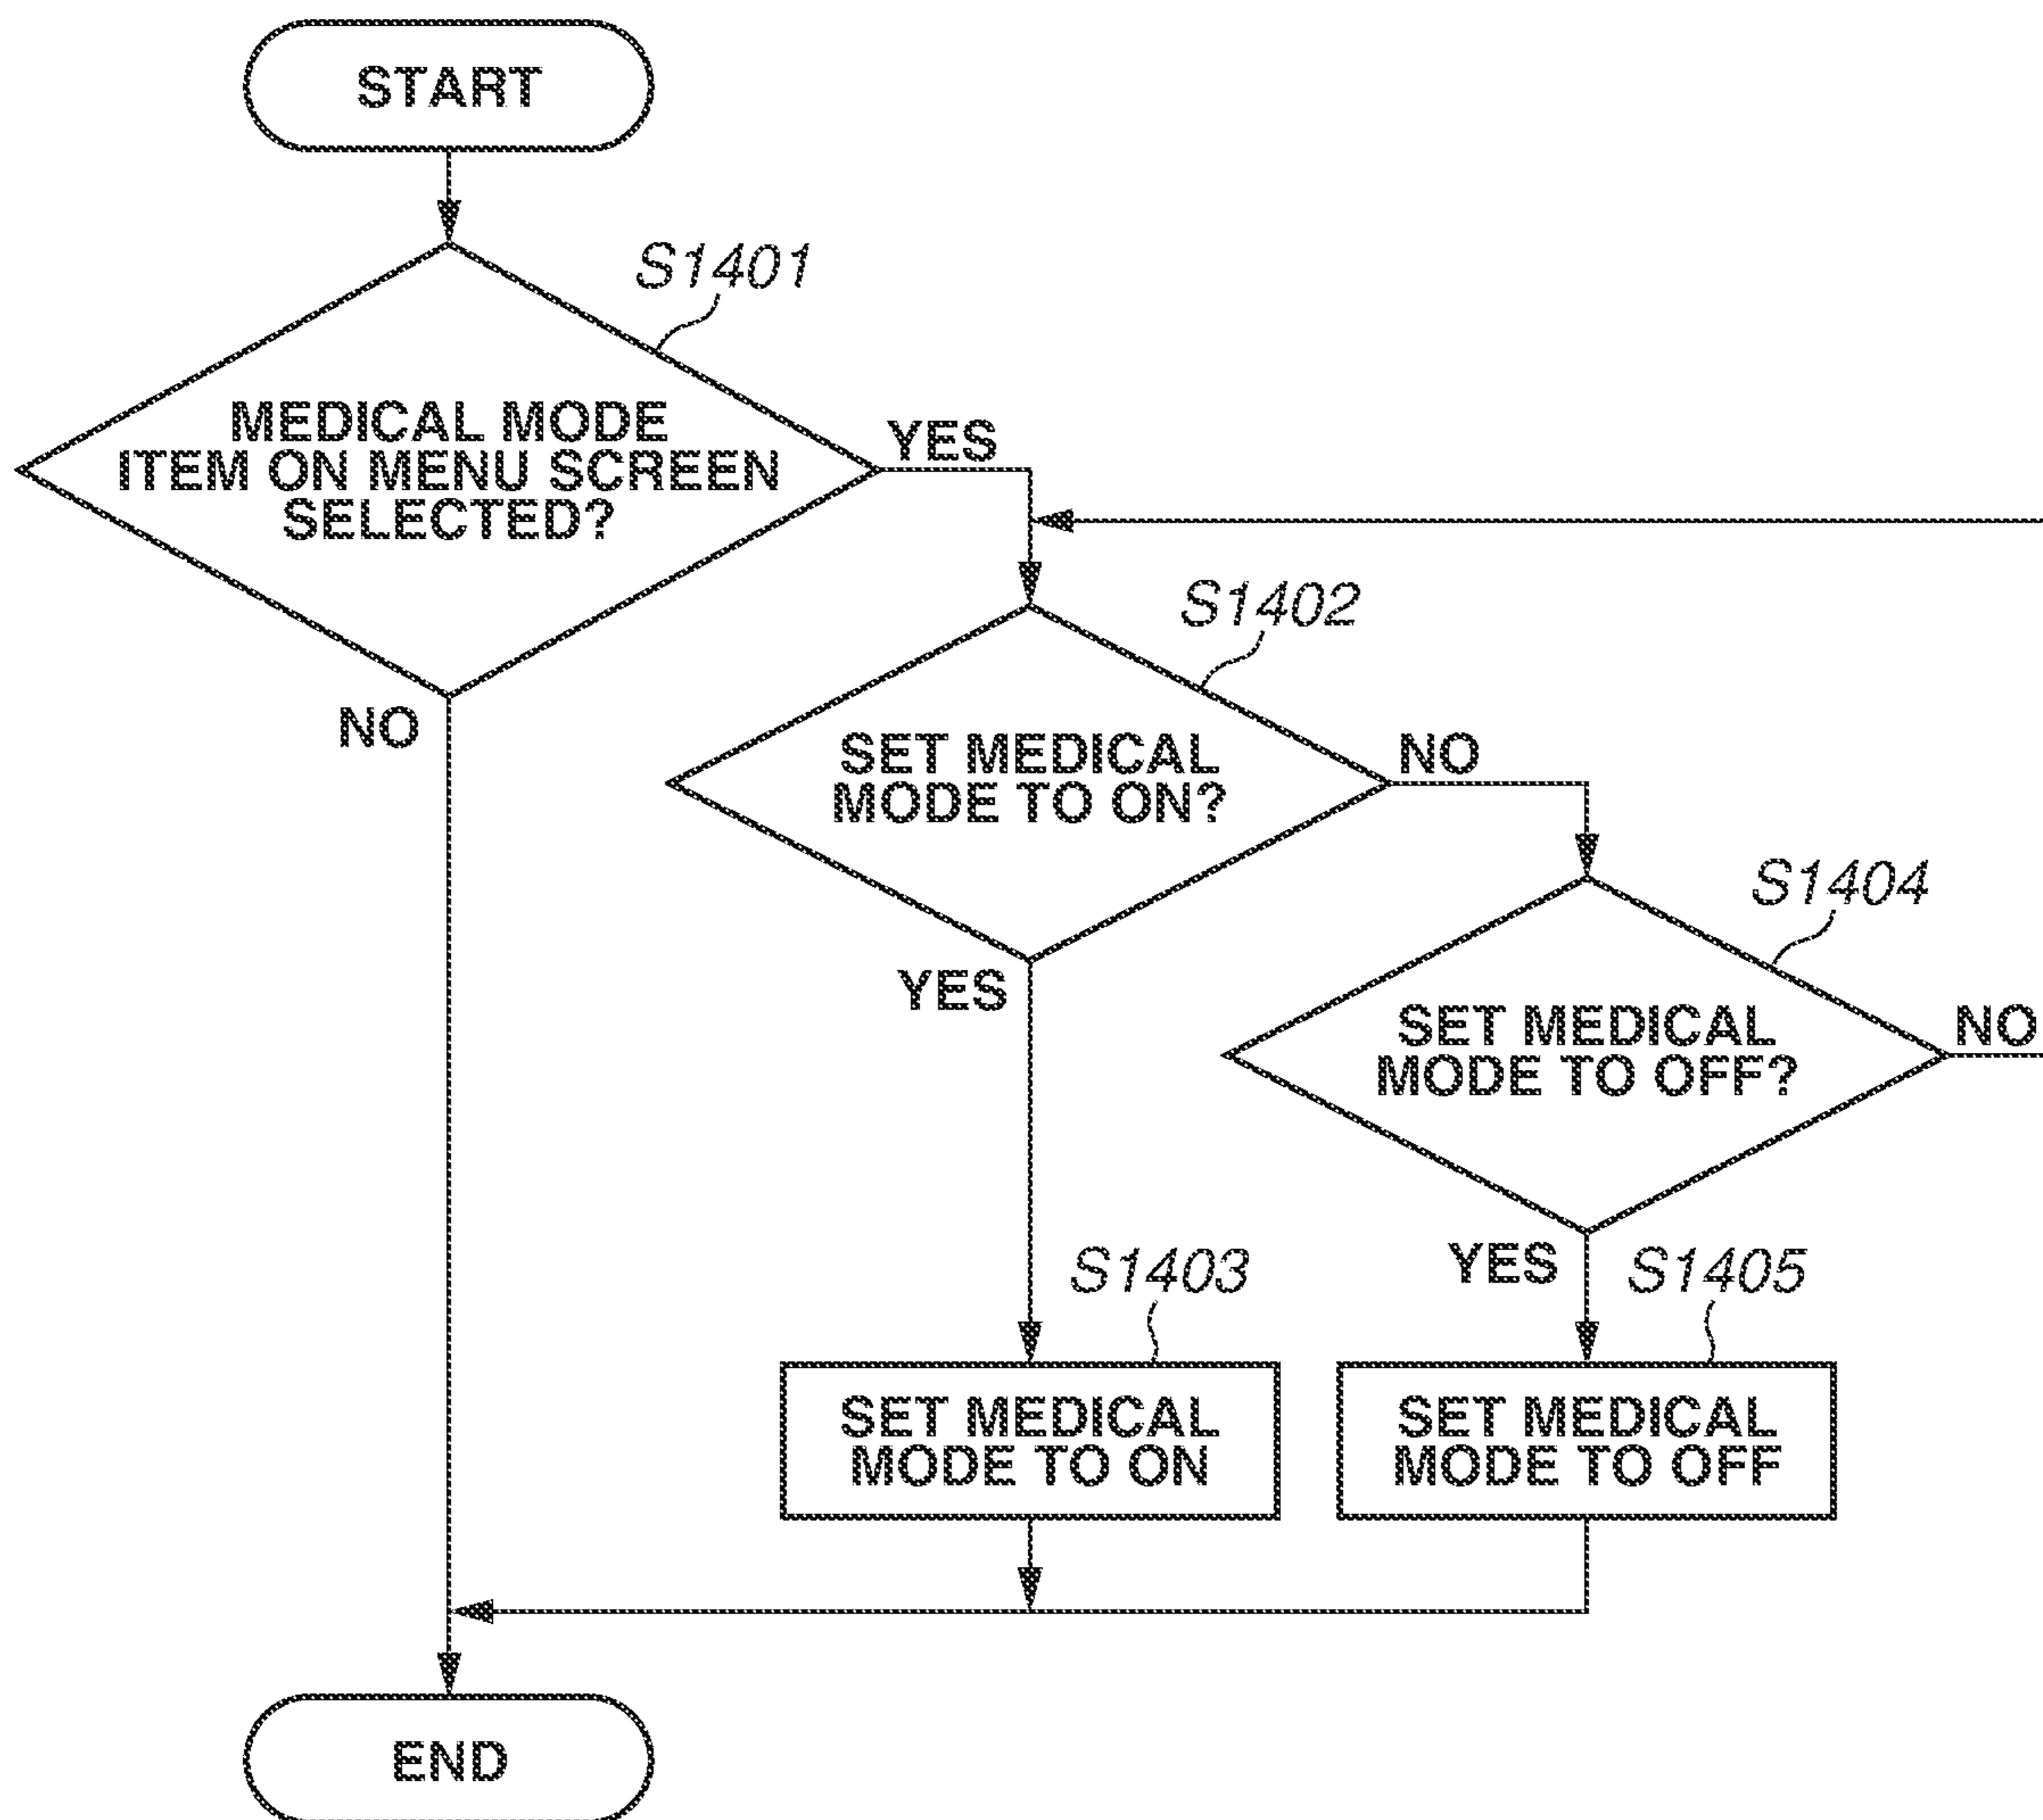 START
S1401
MEDICAL MODE
ITEM ON MENU SCREEN
SELECTED?
YES
NO
S1402
SET MEDICAL
MODE TO ON?
NO
YES
S1404
SET MEDICAL
MODE TO OFF?
NO
YES
S1403
SET MEDICAL
MODE TO ON
S1405
SET MEDICAL
MODE TO OFF
END